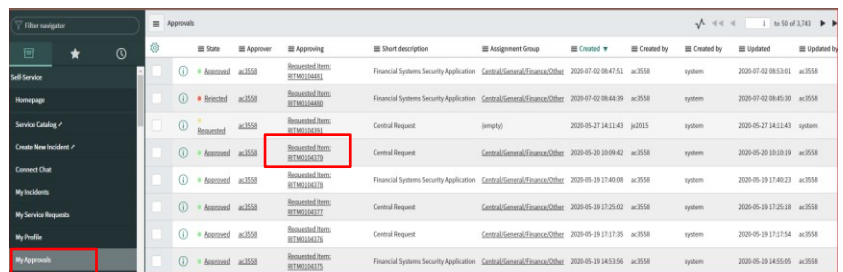 Filter navigator
Approvals
1 to 50 of 3,743
Self-Service
Homepage
Service Catalog
Create New Incident
Connect Chat
My Incidents
My Service Requests
My Profile
My Approvals
State Approver Approving Short description Assignment Group Created Created by Created by Updated Updated by
Approved ac3558 Requested Item: RITM0104481 Financial Systems Security Application Central/General/Finance/Other 2020-07-02 08:47:51 ac3558 system 2020-07-02 08:53:01 ac3558
Rejected ac3558 Requested Item: RITM0104480 Financial Systems Security Application Central/General/Finance/Other 2020-07-02 08:44:39 ac3558 system 2020-07-02 08:45:30 ac3558
Requested ac3558 Requested Item: RITM0104391 Central Request (empty) 2020-05-27 14:11:43 js2015 system 2020-05-27 14:11:43 system
Approved ac3558 Requested Item: RITM0104379 Central Request Central/General/Finance/Other 2020-05-20 10:09:42 ac3558 system 2020-05-20 10:10:19 ac3558
Approved ac3558 Requested Item: RITM0104378 Financial Systems Security Application Central/General/Finance/Other 2020-05-19 17:40:08 ac3558 system 2020-05-19 17:40:23 ac3558
Approved ac3558 Requested Item: RITM0104377 Central Request Central/General/Finance/Other 2020-05-19 17:25:02 ac3558 system 2020-05-19 17:25:18 ac3558
Approved ac3558 Requested Item: RITM0104376 Central Request Central/General/Finance/Other 2020-05-19 17:17:35 ac3558 system 2020-05-19 17:17:54 ac3558
Approved ac3558 Requested Item: RITM0104375 Financial Systems Security Application Central/General/Finance/Other 2020-05-19 14:53:56 ac3558 system 2020-05-19 14:55:05 ac3558